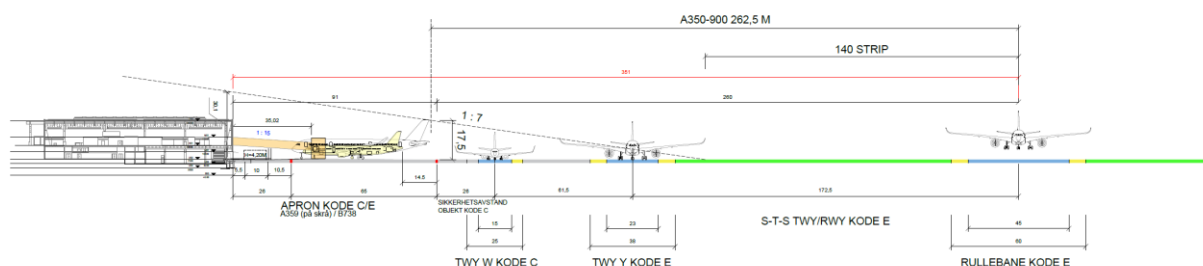 A350-900 262,5 M
140 STRIP
351
91
260
30,1
35,02
1 : 15
1 : 7
17,5
H=4,20M
5,5
10
10,5
14.5
26
65
26
61,5
172,5
APRON KODE C/E
A359 (på skrå) / B738
SIKKERHETSAVSTAND
OBJEKT KODE C
S-T-S TWY/RWY KODE E
15
23
45
25
38
60
TWY W KODE C
TWY Y KODE E
RULLEBANE KODE E